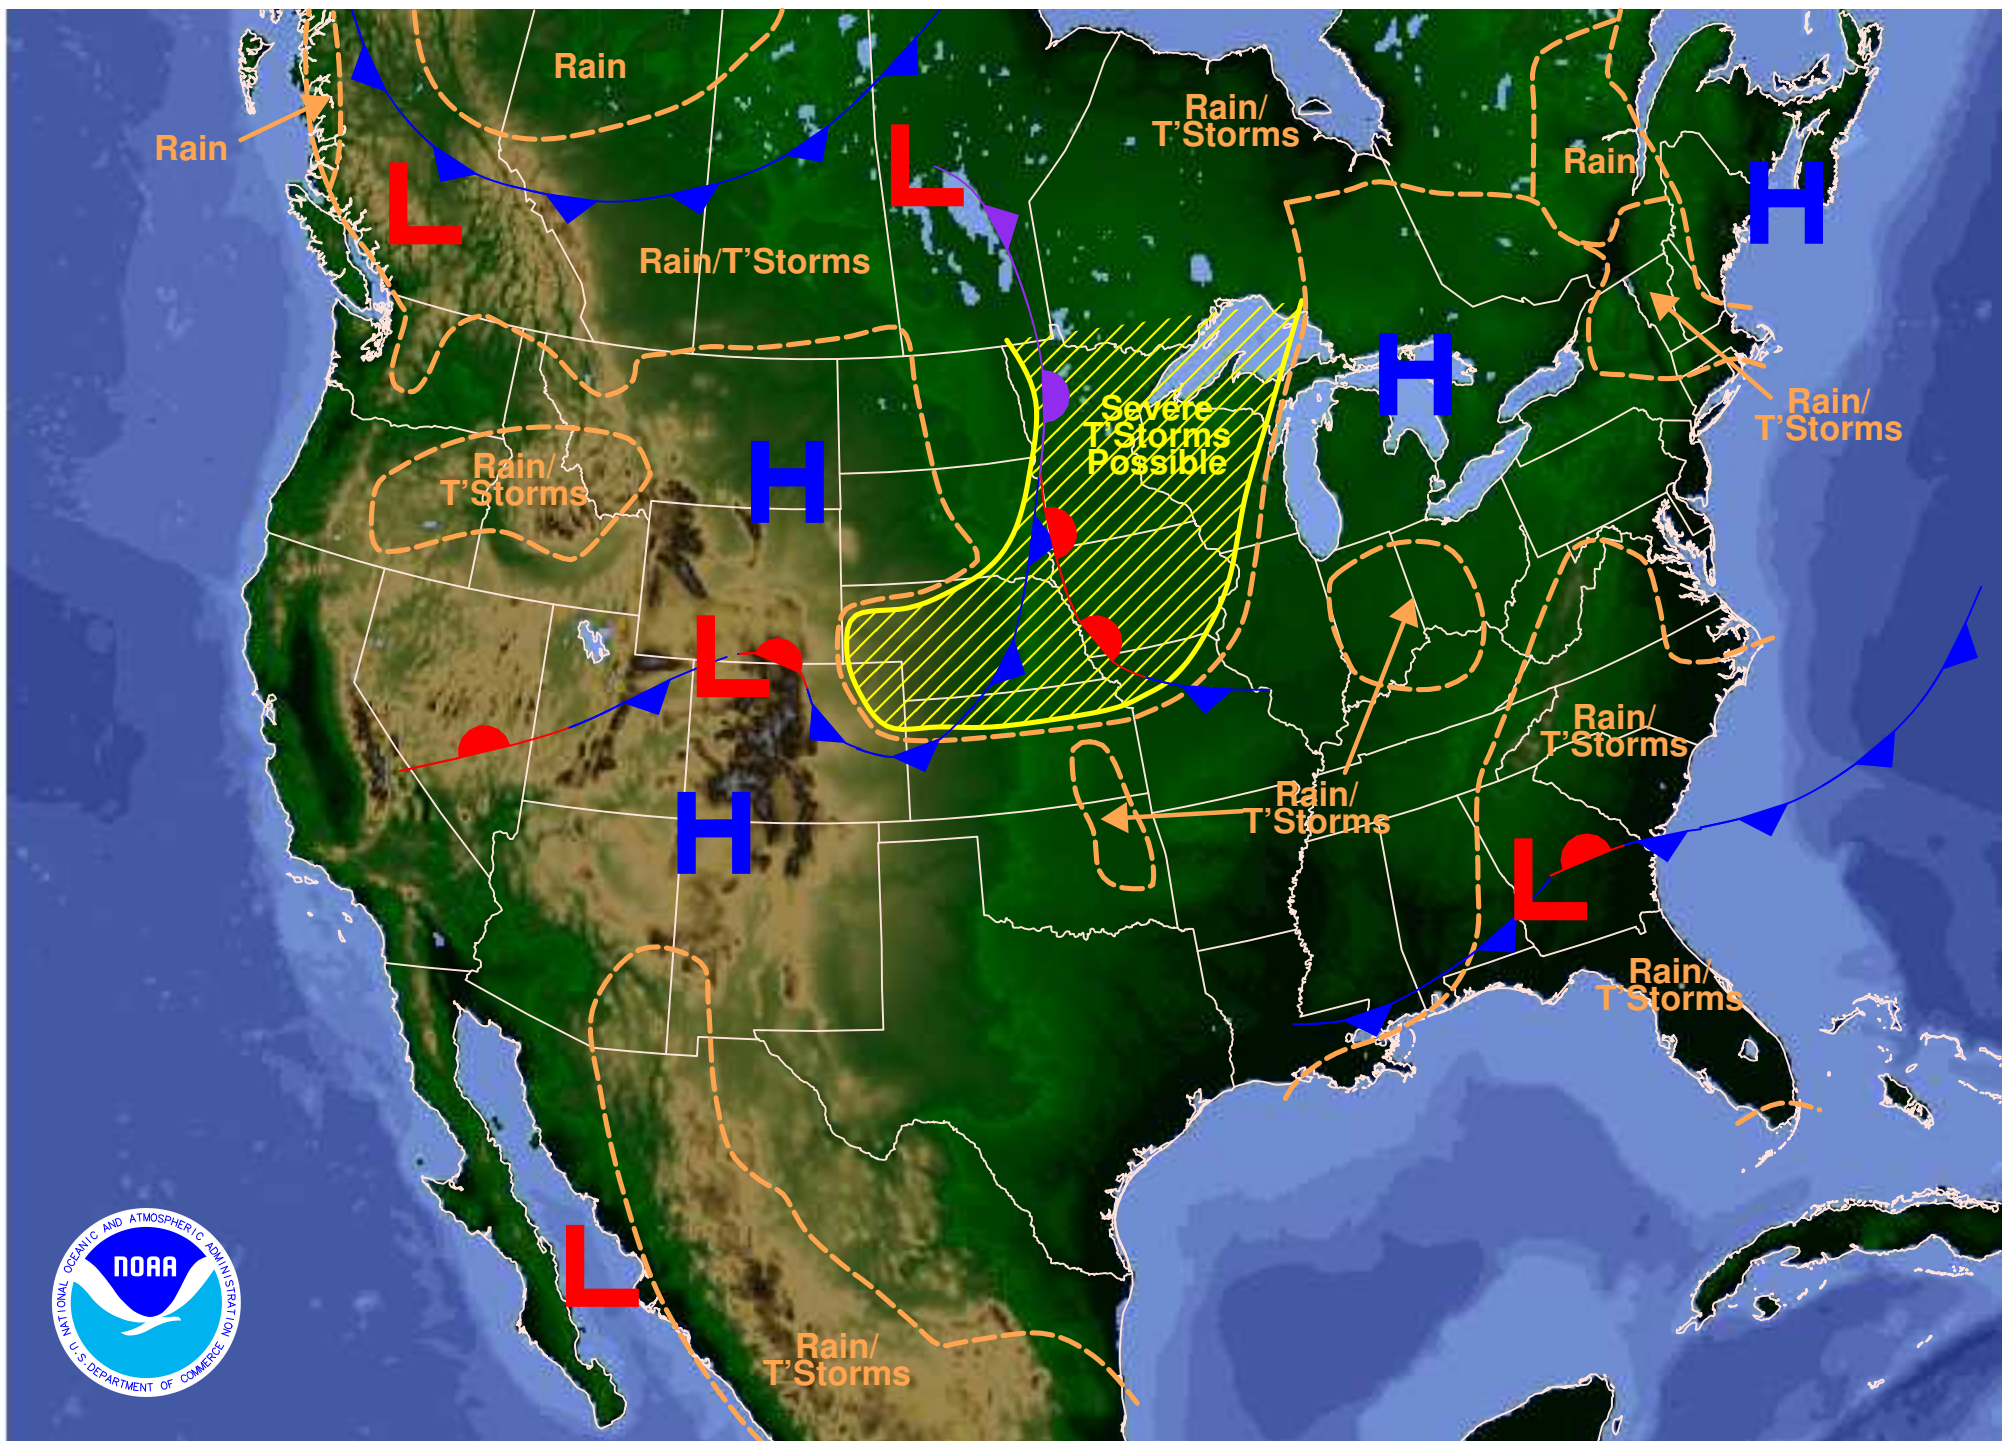 Rain
Rain
L
L
Rain/
T'Storms
Rain
H
Rain/T'Storms
H
Severe
T'Storms
Possible
Rain/
T'Storms
Rain/
T'Storms
H
L
Rain/
T'Storms
Rain/
T'Storms
H
L
Rain/
T'Storms
L
Rain/
T'Storms
NATIONAL OCEANIC AND ATMOSPHERIC ADMINISTRATION
NOAA
U.S. DEPARTMENT OF COMMERCE